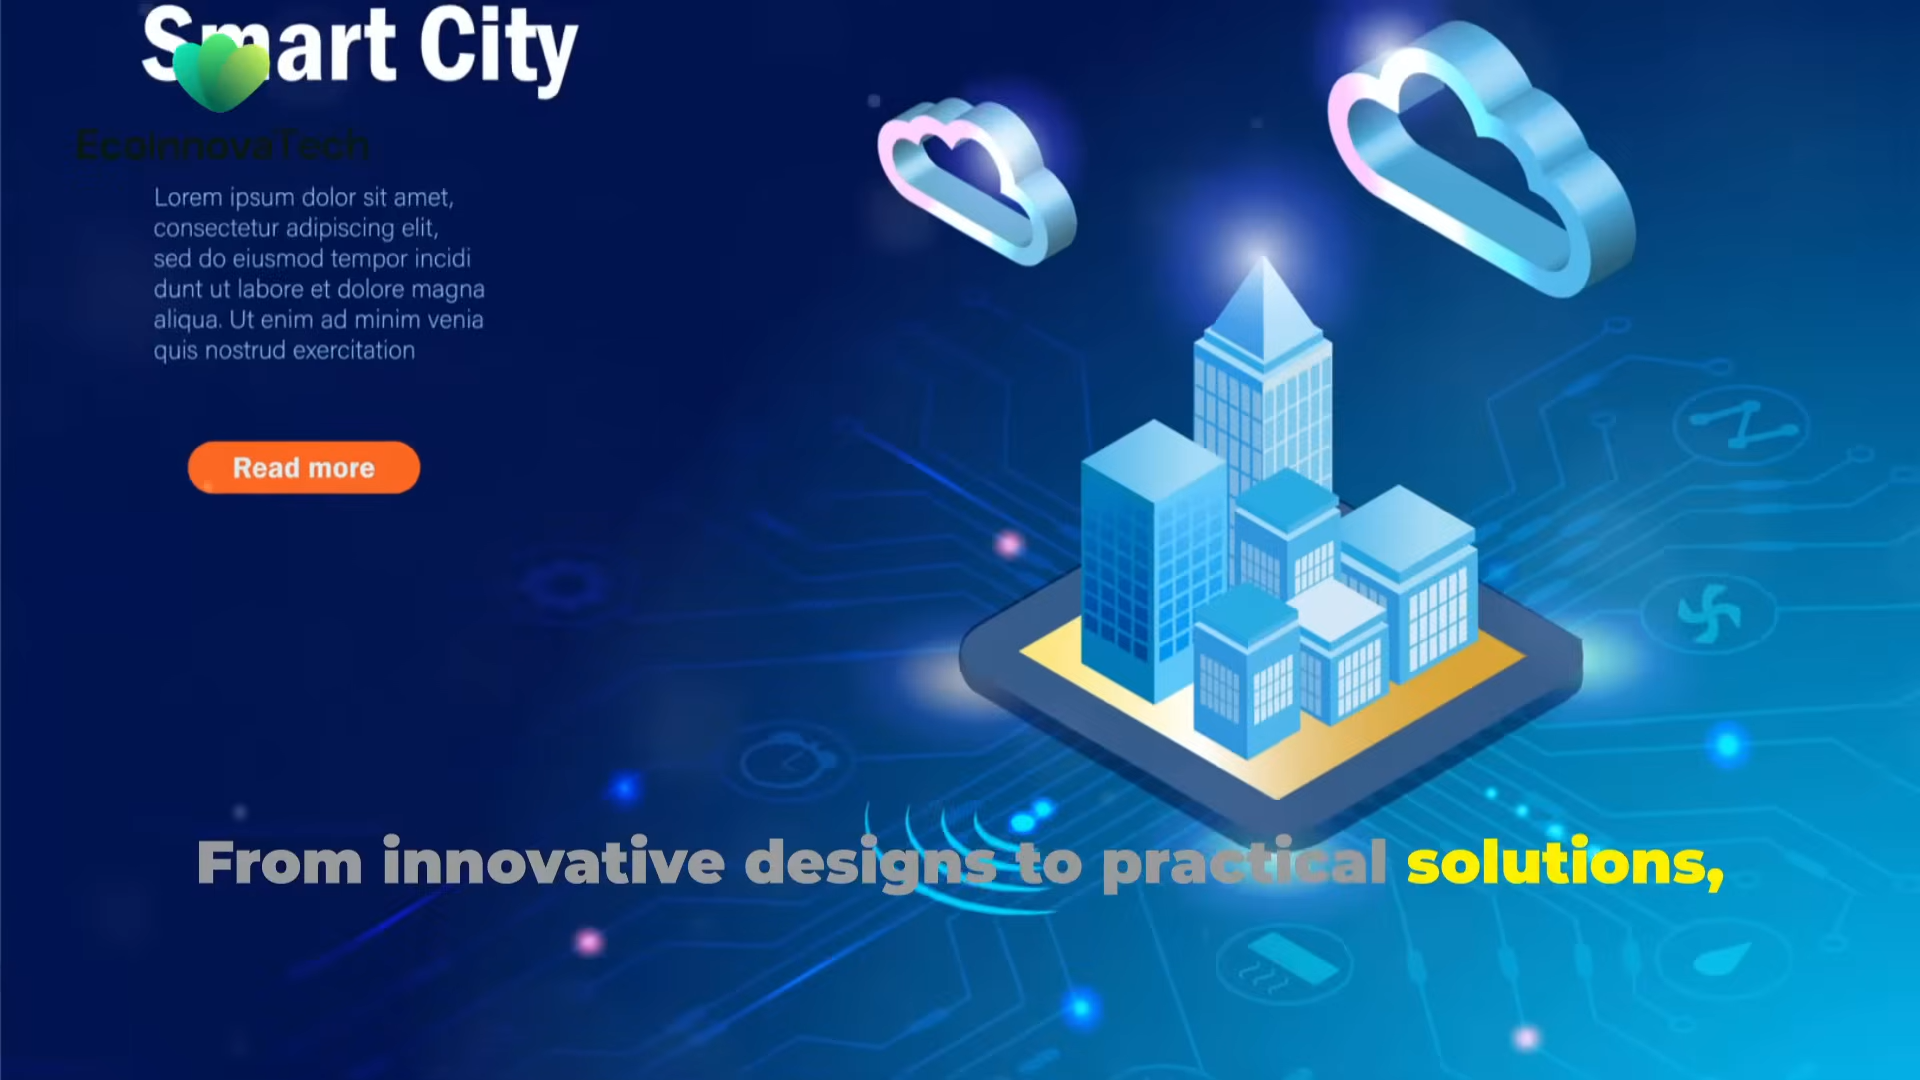 Smart City
EcoInnovaTech
Lorem ipsum dolor sit amet,
consectetur adipiscing elit,
sed do eiusmod tempor incidi
dunt ut labore et dolore magna
aliqua. Ut enim ad minim venia
quis nostrud exercitation
Read more
From innovative designs to practical solutions,